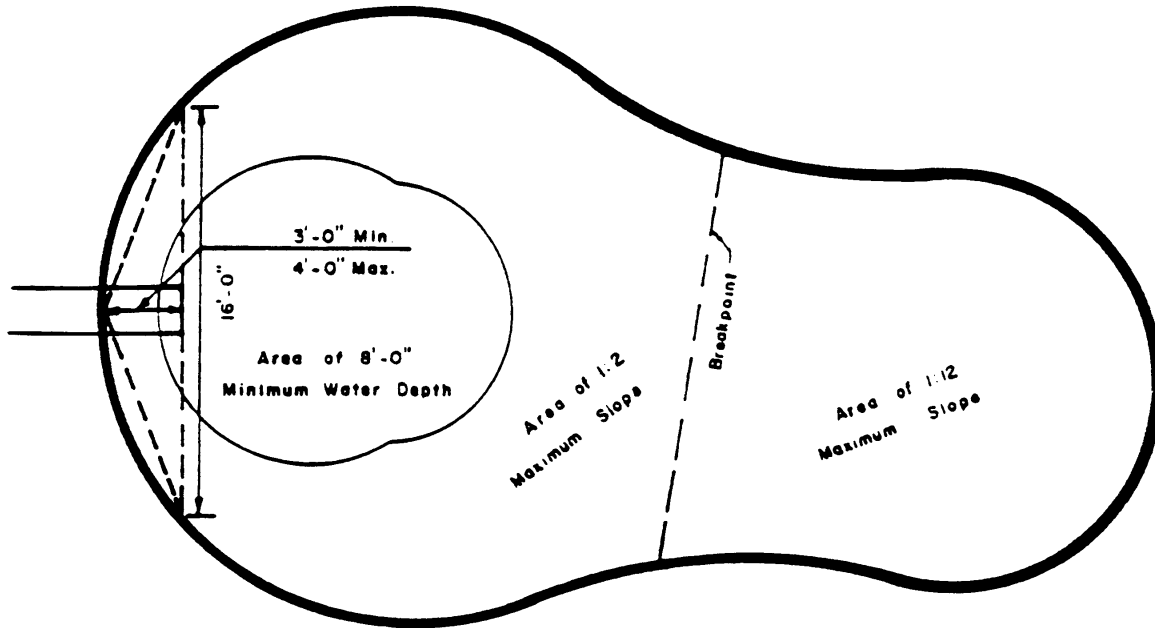 3'-0" Min.
4'-0" Max.
16'-0"
Area of 8'-0"
Minimum Water Depth
Breakpoint
Area of 1:2
Maximum Slope
Area of 1:12
Maximum Slope